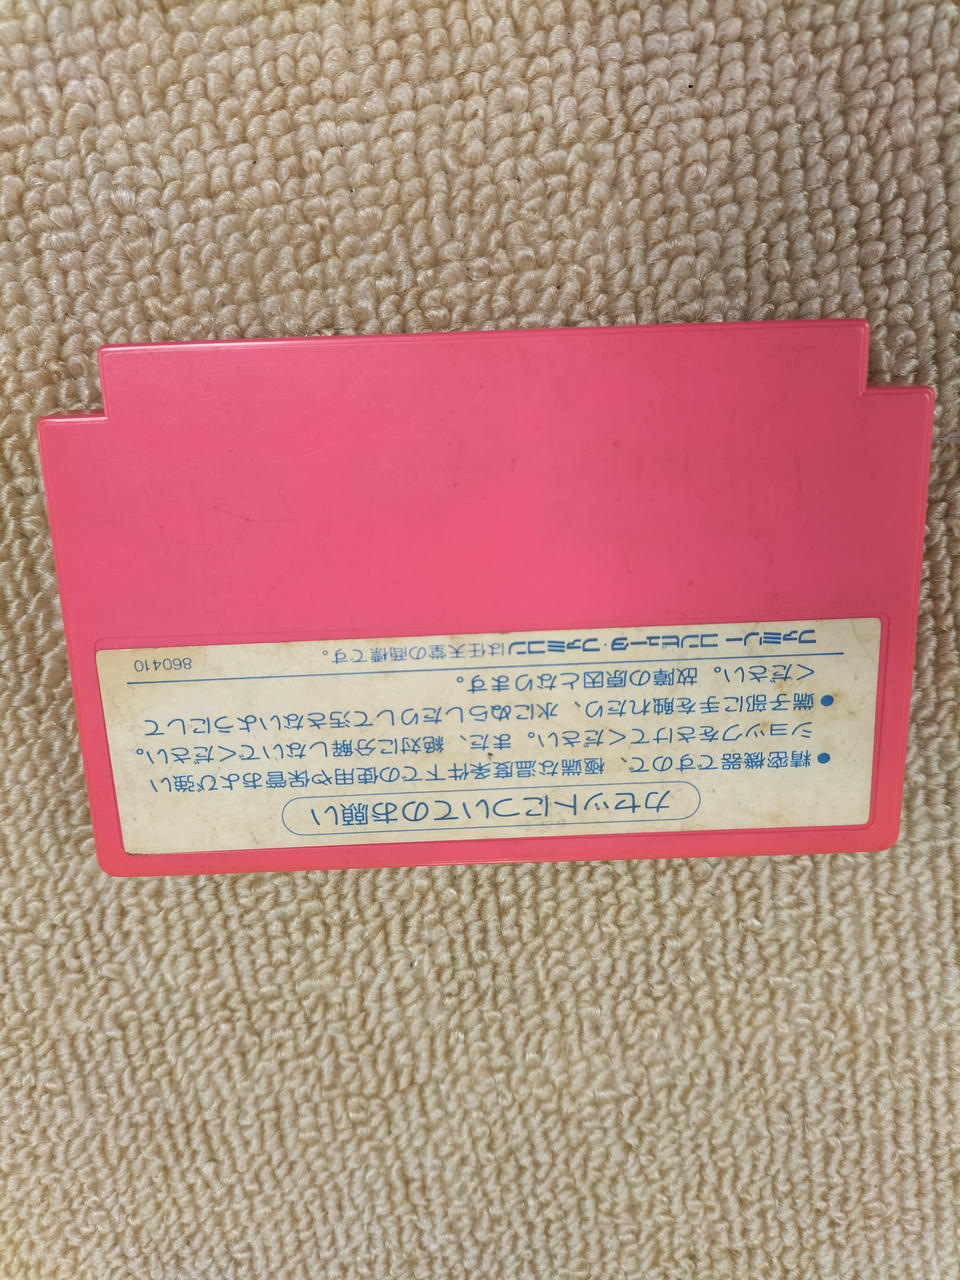 カセットについてのお願い
●精密機器ですので、極端な温度条件下での使用や保管および強い
ショックをさけてください。また、絶対に分解しないでください。
●端子部に手を触れたり、水にぬらしたりして汚さないようにして
ください。故障の原因となります。
ファミリー コンピュータ・ファミコンは任天堂の商標です。 860410